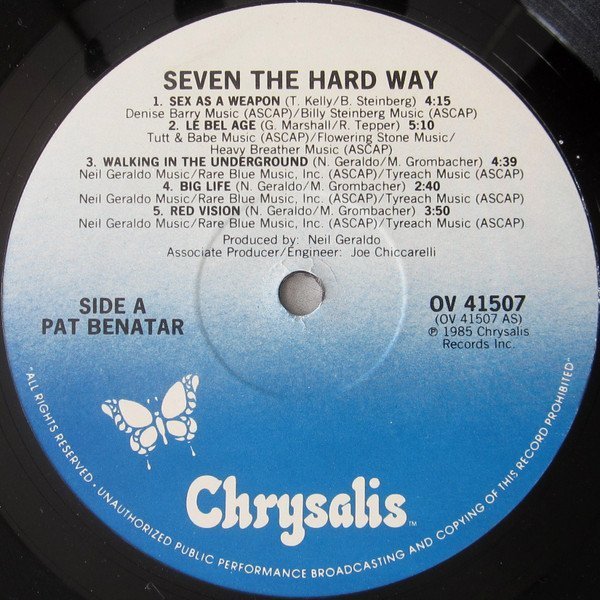 SEVEN THE HARD WAY
1. SEX AS A WEAPON (T. Kelly/B. Steinberg) 4:15
Denise Barry Music (ASCAP)/Billy Steinberg Music (ASCAP)
2. LÉ BEL AGE (G. Marshall/R. Tepper) 5:10
Tutt & Babe Music (ASCAP)/Flowering Stone Music/
Heavy Breather Music (ASCAP)
3. WALKING IN THE UNDERGROUND (N. Geraldo/M. Grombacher) 4:39
Neil Geraldo Music/Rare Blue Music, Inc. (ASCAP)/Tyreach Music (ASCAP)
4. BIG LIFE (N. Geraldo/M. Grombacher) 2:40
Neil Geraldo Music/Rare Blue Music, Inc. (ASCAP)/Tyreach Music (ASCAP)
5. RED VISION (N. Geraldo/M. Grombacher) 3:50
Neil Geraldo Music/Rare Blue Music, Inc. (ASCAP)/Tyreach Music (ASCAP)
Produced by: Neil Geraldo
Associate Producer/Engineer: Joe Chiccarelli
SIDE A
PAT BENATAR
OV 41507
(OV 41507 AS)
℗ 1985 Chrysalis
Records Inc.
Chrysalis™
"ALL RIGHTS RESERVED · UNAUTHORIZED PUBLIC PERFORMANCE BROADCASTING AND COPYING OF THIS RECORD PROHIBITED"